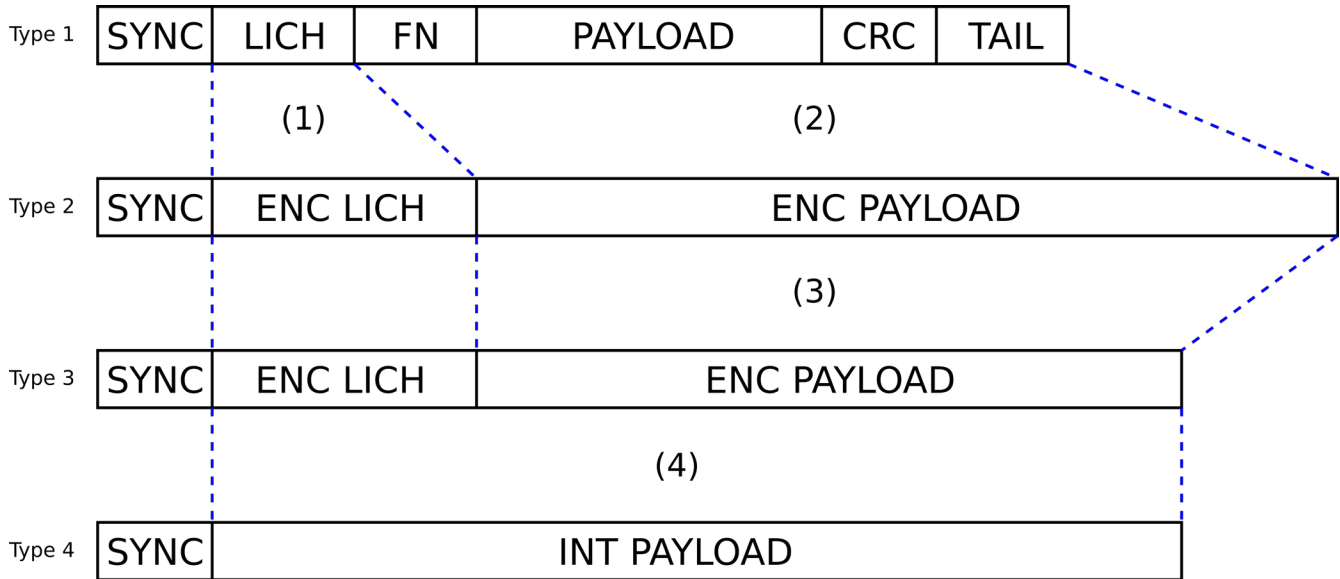 Type 1 SYNC LICH FN PAYLOAD CRC TAIL
(1) (2)
Type 2 SYNC ENC LICH ENC PAYLOAD
(3)
Type 3 SYNC ENC LICH ENC PAYLOAD
(4)
Type 4 SYNC INT PAYLOAD